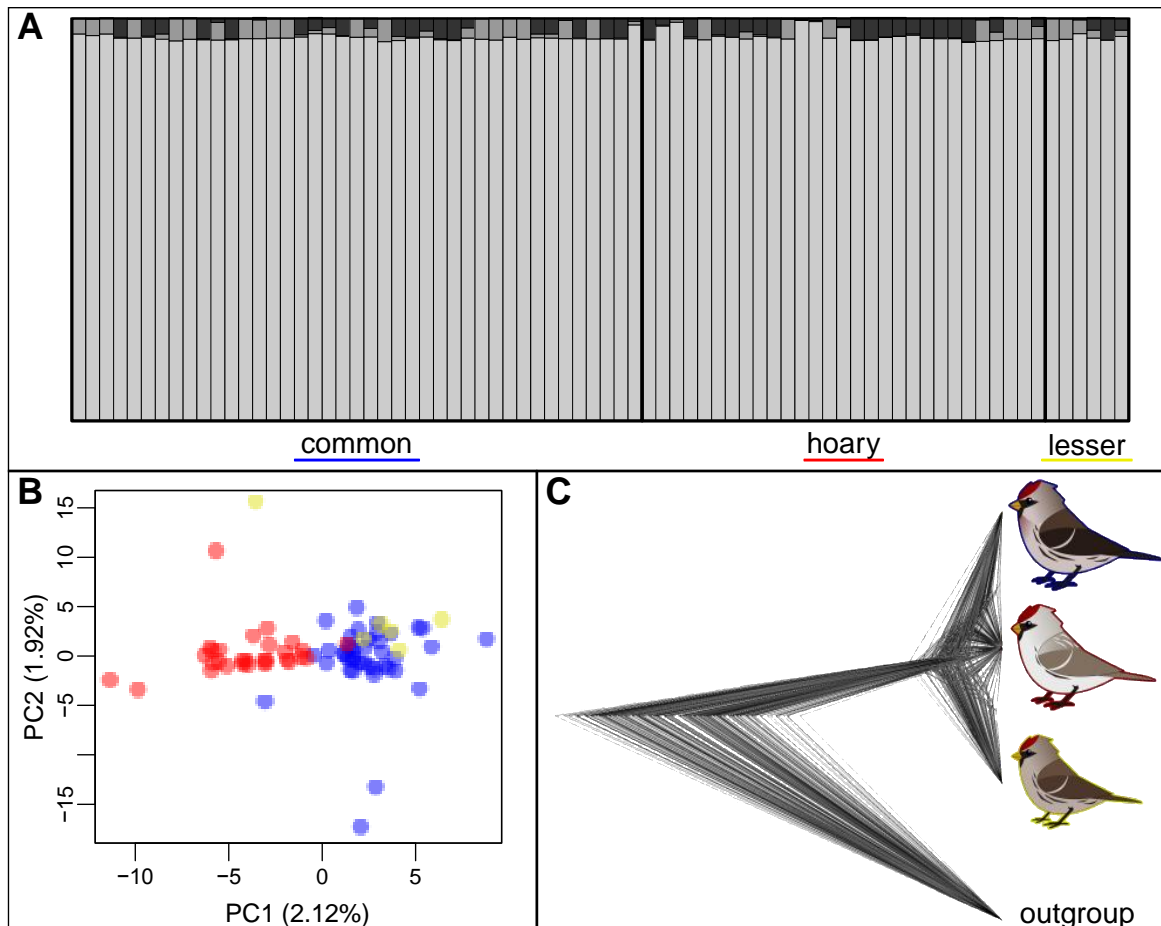 A
common hoary lesser
B
15
10
5
0
−5
−15
PC2 (1.92%)
−10 −5 0 5
PC1 (2.12%)
C
outgroup